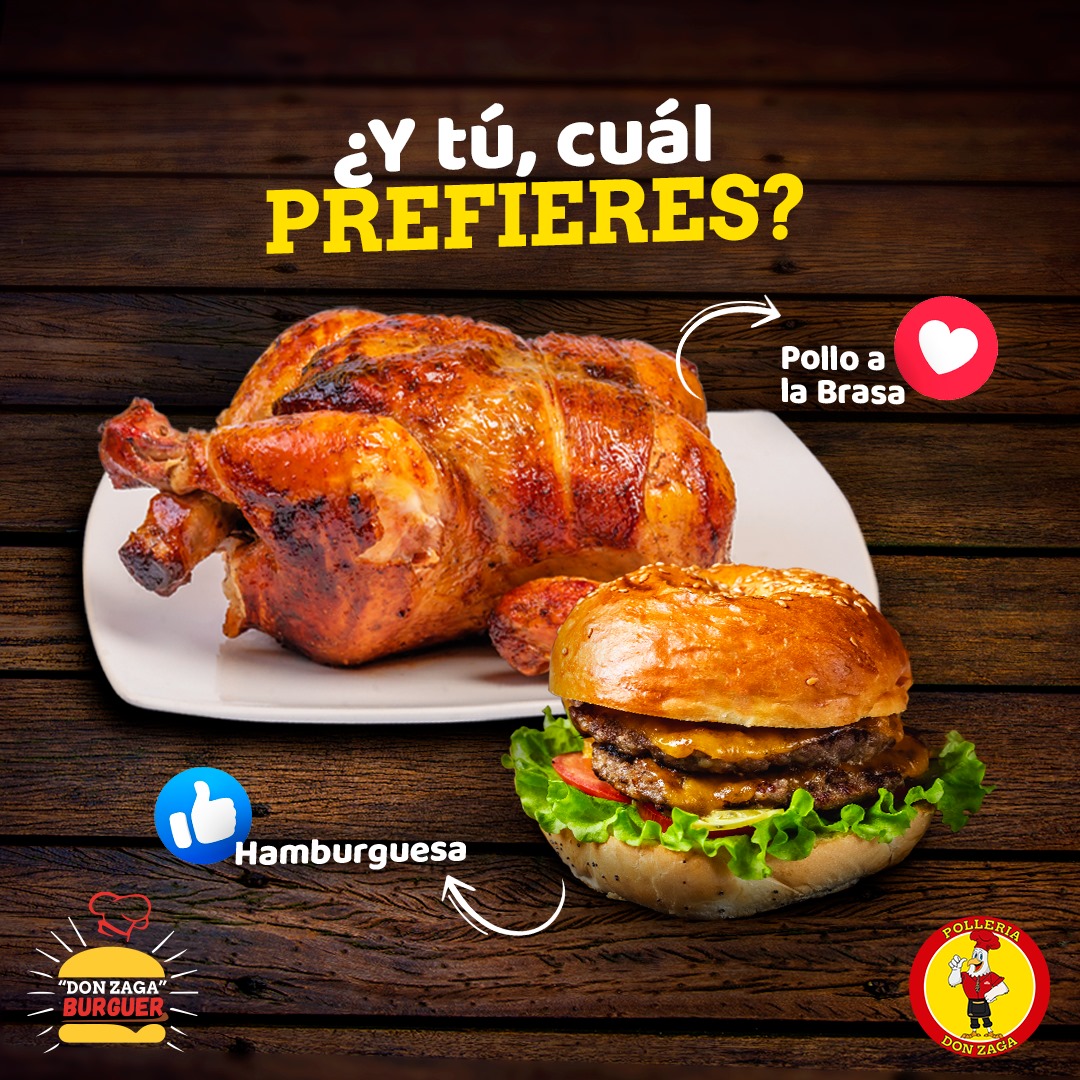 ¿Y tú, cuál
PREFIERES?
Pollo a
la Brasa
Hamburguesa
"DON ZAGA"
BURGUER
POLLERIA
DON ZAGA